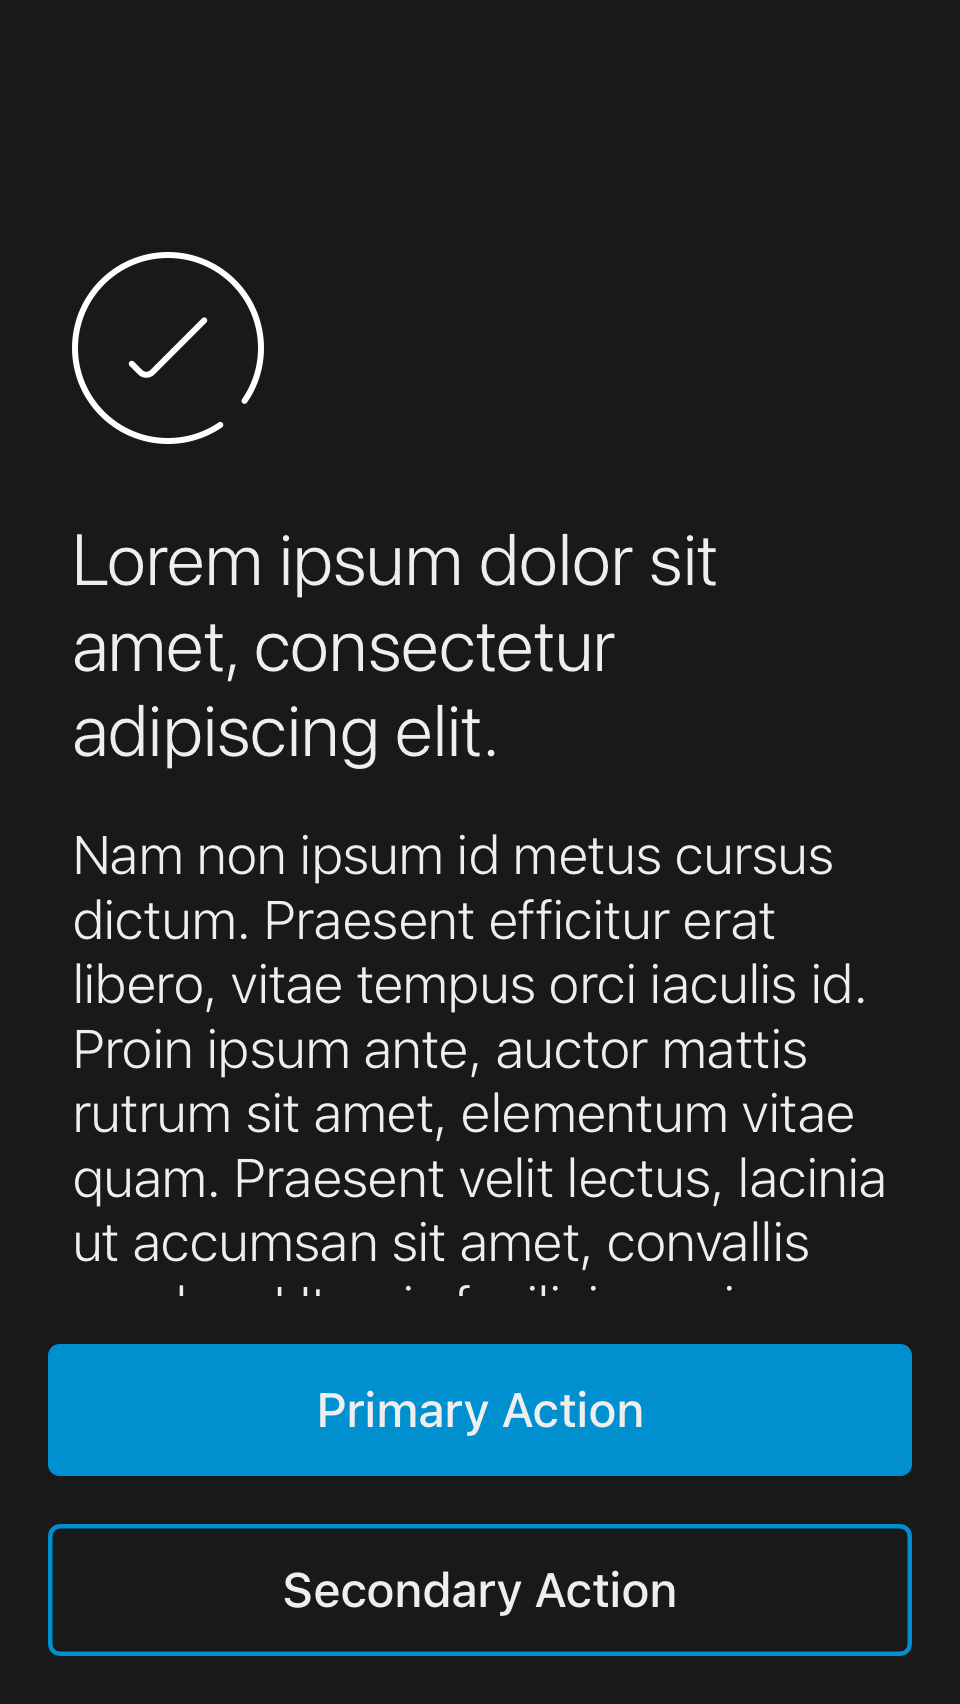 Lorem ipsum dolor sit
amet, consectetur
adipiscing elit.
Nam non ipsum id metus cursus
dictum. Praesent efficitur erat
libero, vitae tempus orci iaculis id.
Proin ipsum ante, auctor mattis
rutrum sit amet, elementum vitae
quam. Praesent velit lectus, lacinia
ut accumsan sit amet, convallis
Primary Action
Secondary Action